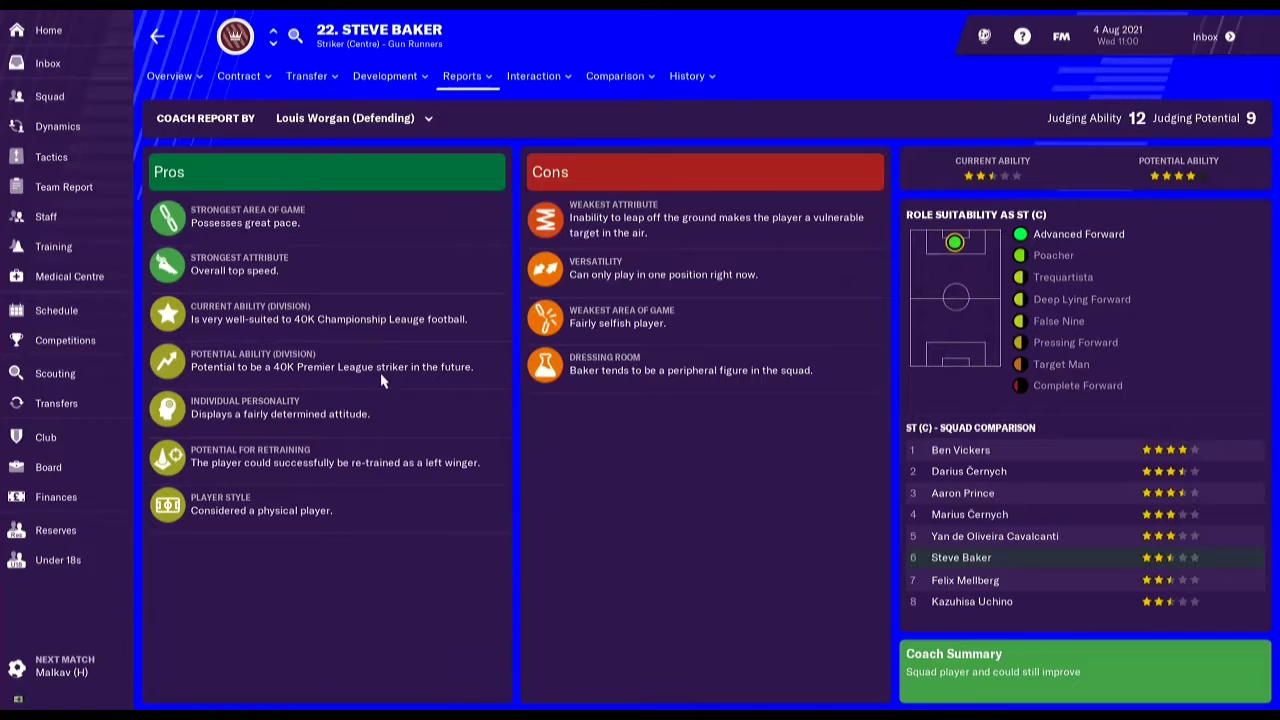 Home
Inbox
Squad
Dynamics
Tactics
Team Report
Staff
Training
Medical Centre
Schedule
Competitions
Scouting
Transfers
Club
Board
Finances
Reserves
Under 18s
NEXT MATCH
Malkav (H)
22. STEVE BAKER
Striker (Centre) - Gun Runners
FM
4 Aug 2021
Wed 11:00
Inbox
Overview
Contract
Transfer
Development
Reports
Interaction
Comparison
History
COACH REPORT BY Louis Worgan (Defending)
Judging Ability 12 Judging Potential 9
Pros
STRONGEST AREA OF GAME
Possesses great pace.
STRONGEST ATTRIBUTE
Overall top speed.
CURRENT ABILITY (DIVISION)
Is very well-suited to 40K Championship Leauge football.
POTENTIAL ABILITY (DIVISION)
Potential to be a 40K Premier League striker in the future.
INDIVIDUAL PERSONALITY
Displays a fairly determined attitude.
POTENTIAL FOR RETRAINING
The player could successfully be re-trained as a left winger.
PLAYER STYLE
Considered a physical player.
Cons
WEAKEST ATTRIBUTE
Inability to leap off the ground makes the player a vulnerable
target in the air.
VERSATILITY
Can only play in one position right now.
WEAKEST AREA OF GAME
Fairly selfish player.
DRESSING ROOM
Baker tends to be a peripheral figure in the squad.
CURRENT ABILITY
POTENTIAL ABILITY
ROLE SUITABILITY AS ST (C)
Advanced Forward
Poacher
Trequartista
Deep Lying Forward
False Nine
Pressing Forward
Target Man
Complete Forward
ST (C) - SQUAD COMPARISON
1 Ben Vickers
2 Darius Černych
3 Aaron Prince
4 Marius Černych
5 Yan de Oliveira Cavalcanti
6 Steve Baker
7 Felix Mellberg
8 Kazuhisa Uchino
Coach Summary
Squad player and could still improve